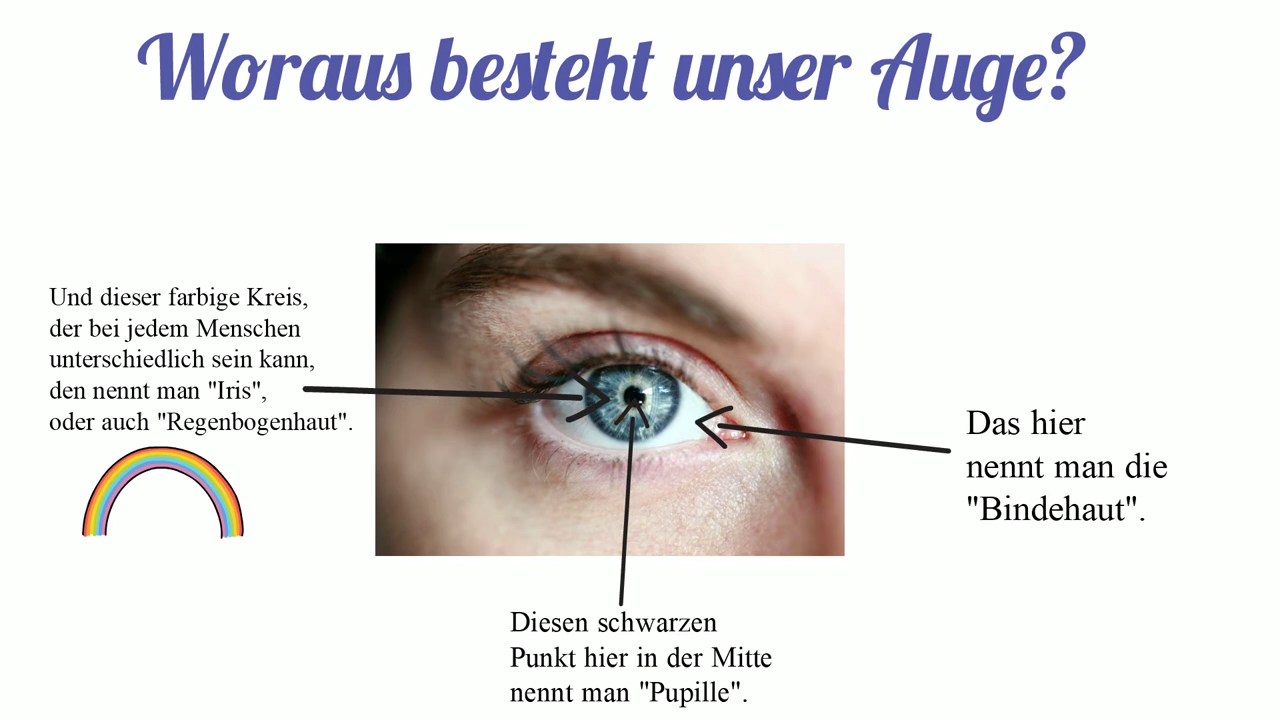 Woraus besteht unser Auge?
Und dieser farbige Kreis,
der bei jedem Menschen
unterschiedlich sein kann,
den nennt man "Iris",
oder auch "Regenbogenhaut".
Das hier
nennt man die
"Bindehaut".
Diesen schwarzen
Punkt hier in der Mitte
nennt man "Pupille".